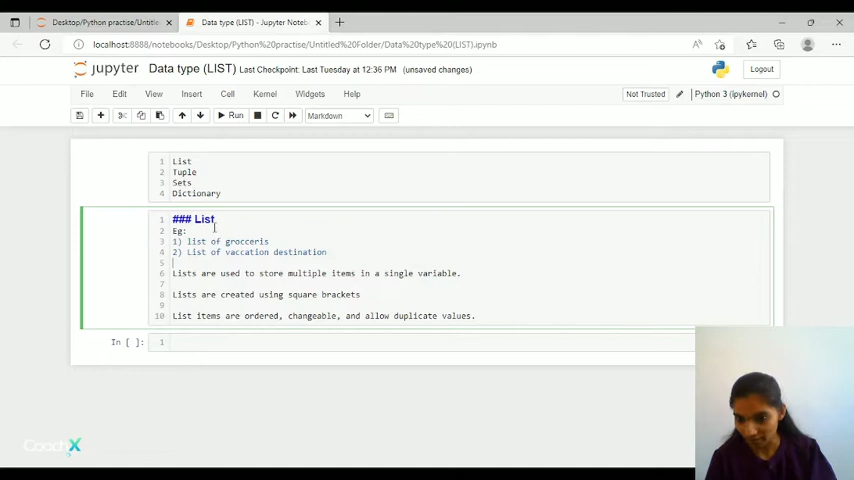 Desktop/Python practise/Untitle
Data type (LIST) - Jupyter Noteb
localhost:8888/notebooks/Desktop/Python%20practise/Untitled%20Folder/Data%20type%20(LIST).ipynb
jupyter Data type (LIST) Last Checkpoint: Last Tuesday at 12:36 PM (unsaved changes)
Logout
File Edit View Insert Cell Kernel Widgets Help
Not Trusted
Python 3 (ipykernel)
Run
Markdown
1 List
2 Tuple
3 Sets
4 Dictionary
1 ### List
2 Eg:
3 1) list of grocceris
4 2) List of vaccation destination
5
6 Lists are used to store multiple items in a single variable.
7
8 Lists are created using square brackets
9
10 List items are ordered, changeable, and allow duplicate values.
In [ ]: 1
CoachX